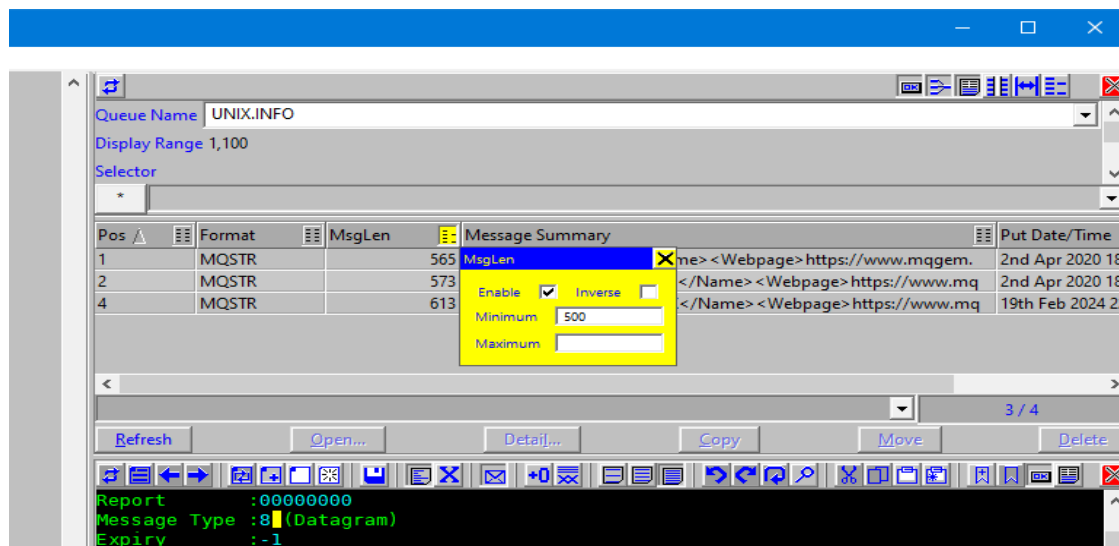 Queue Name UNIX.INFO
Display Range 1,100
Selector
*
Pos Format MsgLen Message Summary Put Date/Time
1 MQSTR 565 me><Webpage>https://www.mqgem. 2nd Apr 2020 18
2 MQSTR 573 </Name><Webpage>https://www.mq 2nd Apr 2020 18
4 MQSTR 613 </Name><Webpage>https://www.mq 19th Feb 2024 2
MsgLen
Enable Inverse
Minimum 500
Maximum
3 / 4
Refresh Open... Detail... Copy Move Delete
+0
Report :00000000
Message Type :8 (Datagram)
Expiry :-1